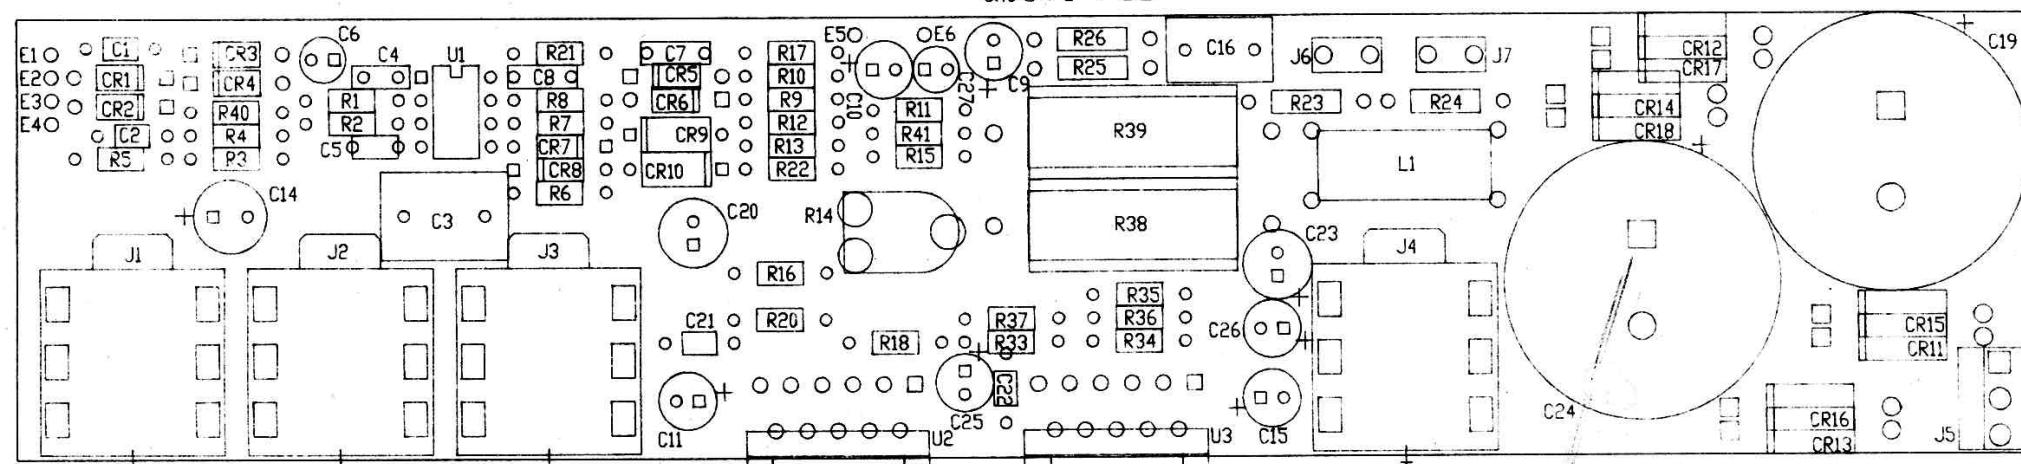 E1 C1 CR3 C6 C4 U1 R21 C7 R17 E5 E6 R26 C16 J6 J7 CR12 C19
E2 CR1 CR4 C8 CR5 R10 R25 C9 CR17
E3 CR2 R40 R1 R8 CR6 R9 C10 R11 C27 R23 R24 CR14
E4 C2 R4 R2 R7 CR9 R12 R41 R39 CR18
R5 R3 C5 CR7 R13 R15
CR8 CR10 R22 L1
C14 R6
C3 C20 R14 R38 C23
J1 J2 J3 J4
R16
R35
C21 R20 R37 R36 C26 CR15
R18 R33 R34 CR11
C22
C11 C25 U2 U3 C15 C24 CR16 J5
CR13